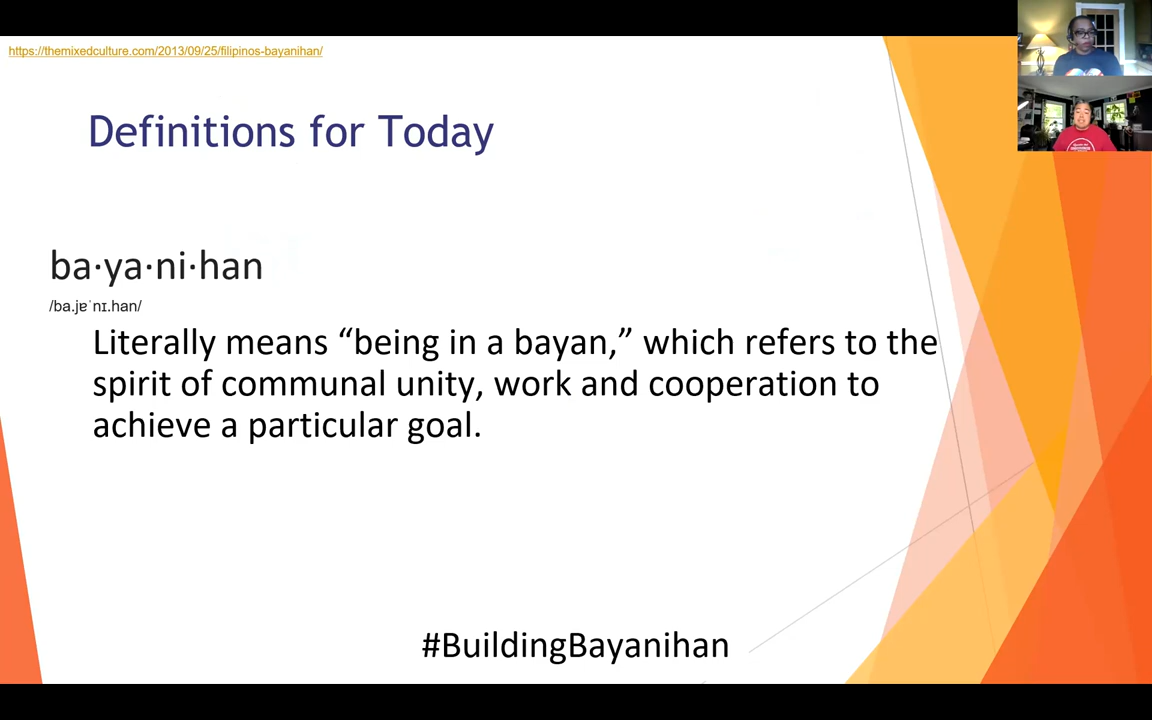 https://themixedculture.com/2013/09/25/filipinos-bayanihan/
Definitions for Today
ba·ya·ni·han
/ba.jɐˈnɪ.han/
Literally means “being in a bayan,” which refers to the
spirit of communal unity, work and cooperation to
achieve a particular goal.
#BuildingBayanihan